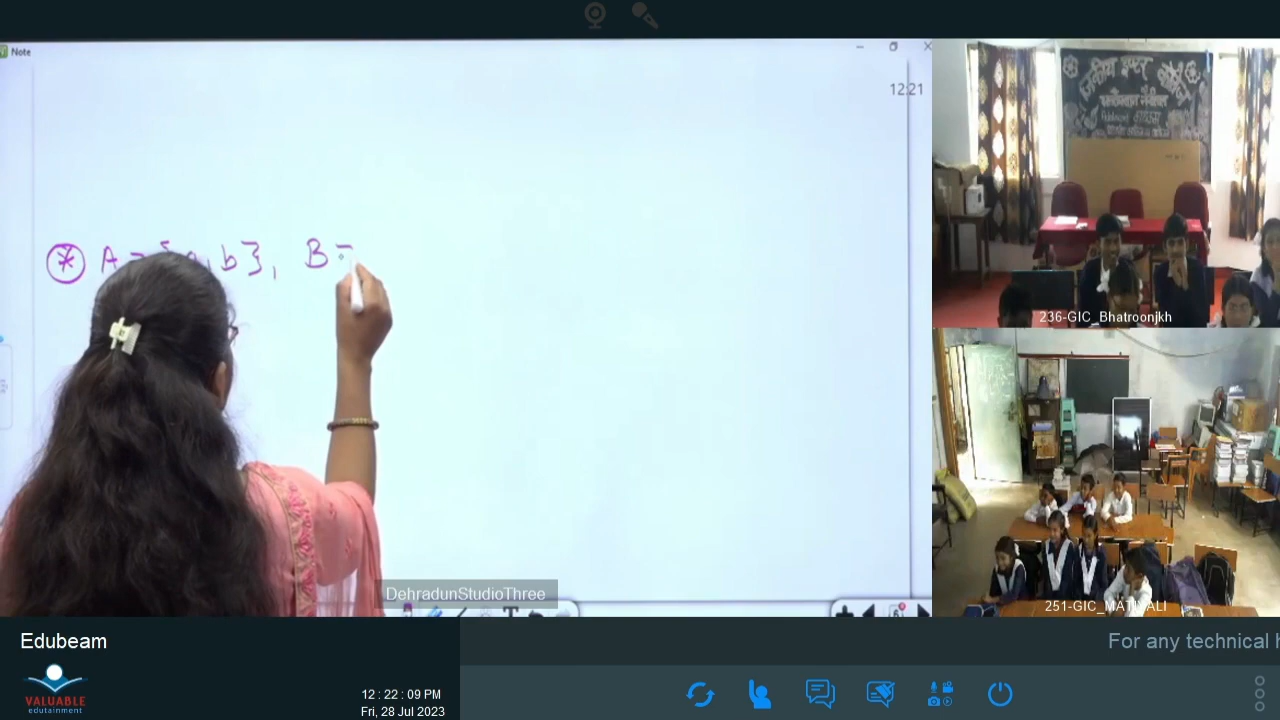 Note
12:21
* A = {a, b}, B =
DehradunStudioThree
236-GIC_Bhatroonjkh
251-GIC_MATIYALI
Edubeam
For any technical h
VALUABLE
edutainment
12 : 22 : 09 PM
Fri, 28 Jul 2023